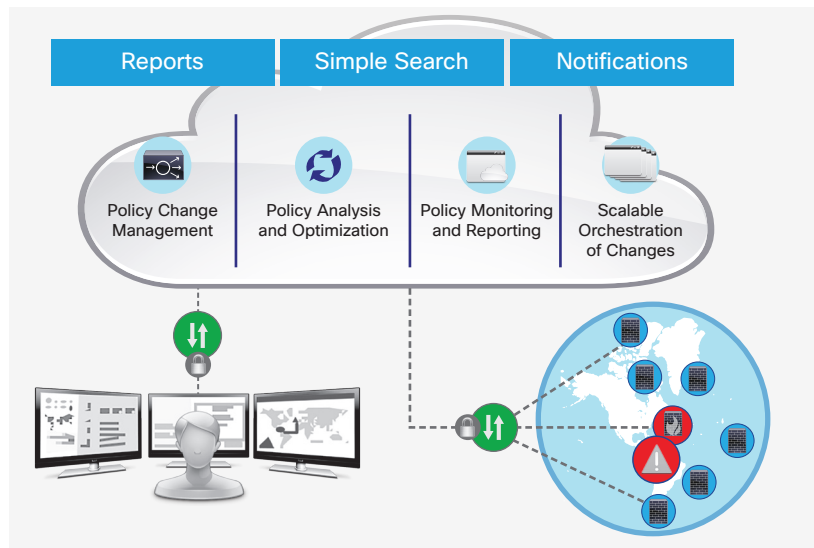 Reports
Simple Search
Notifications
Policy Change
Management
Policy Analysis
and Optimization
Policy Monitoring
and Reporting
Scalable
Orchestration
of Changes